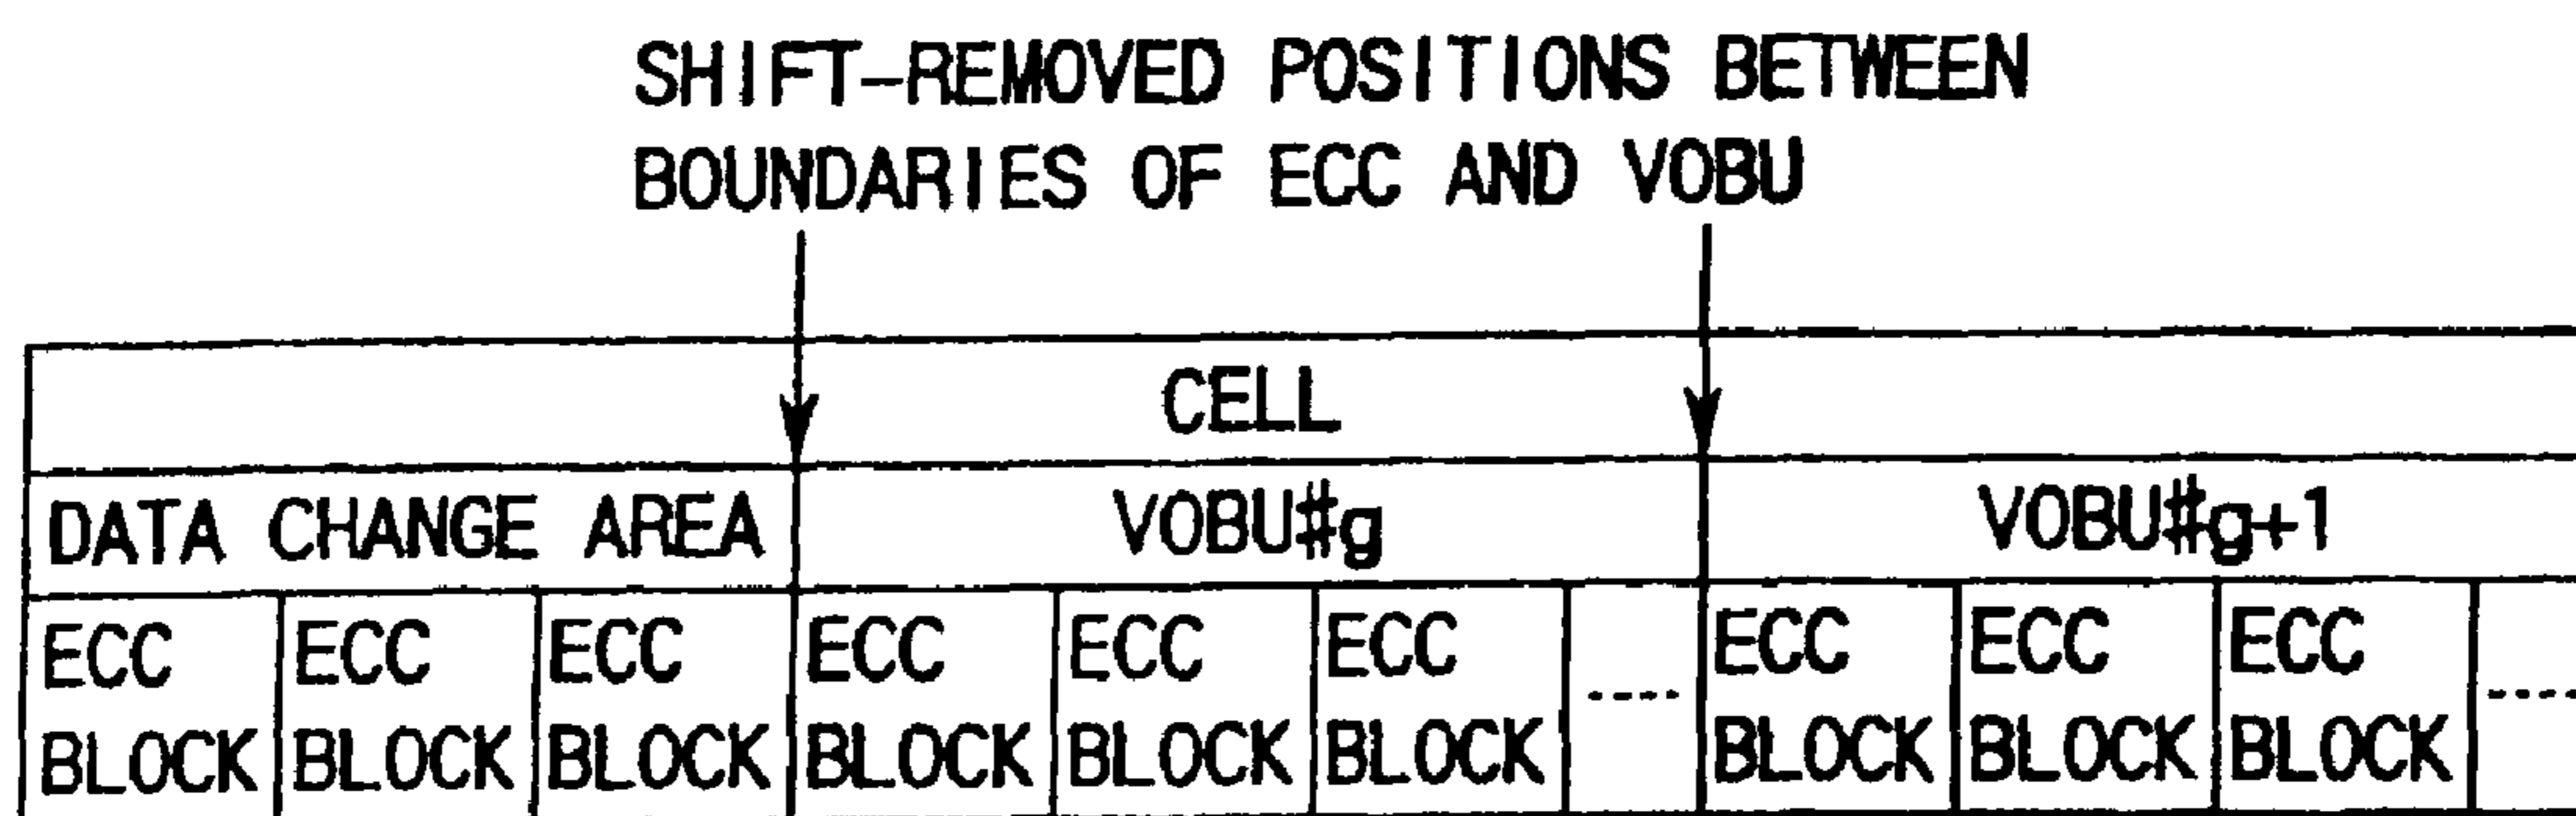 SHIFT-REMOVED POSITIONS BETWEEN
BOUNDARIES OF ECC AND VOBU
CELL
DATA CHANGE AREA VOBU#g VOBU#g+1
ECC ECC ECC ECC ECC ECC ECC ECC ECC
BLOCK BLOCK BLOCK BLOCK BLOCK BLOCK ---- BLOCK BLOCK BLOCK ----